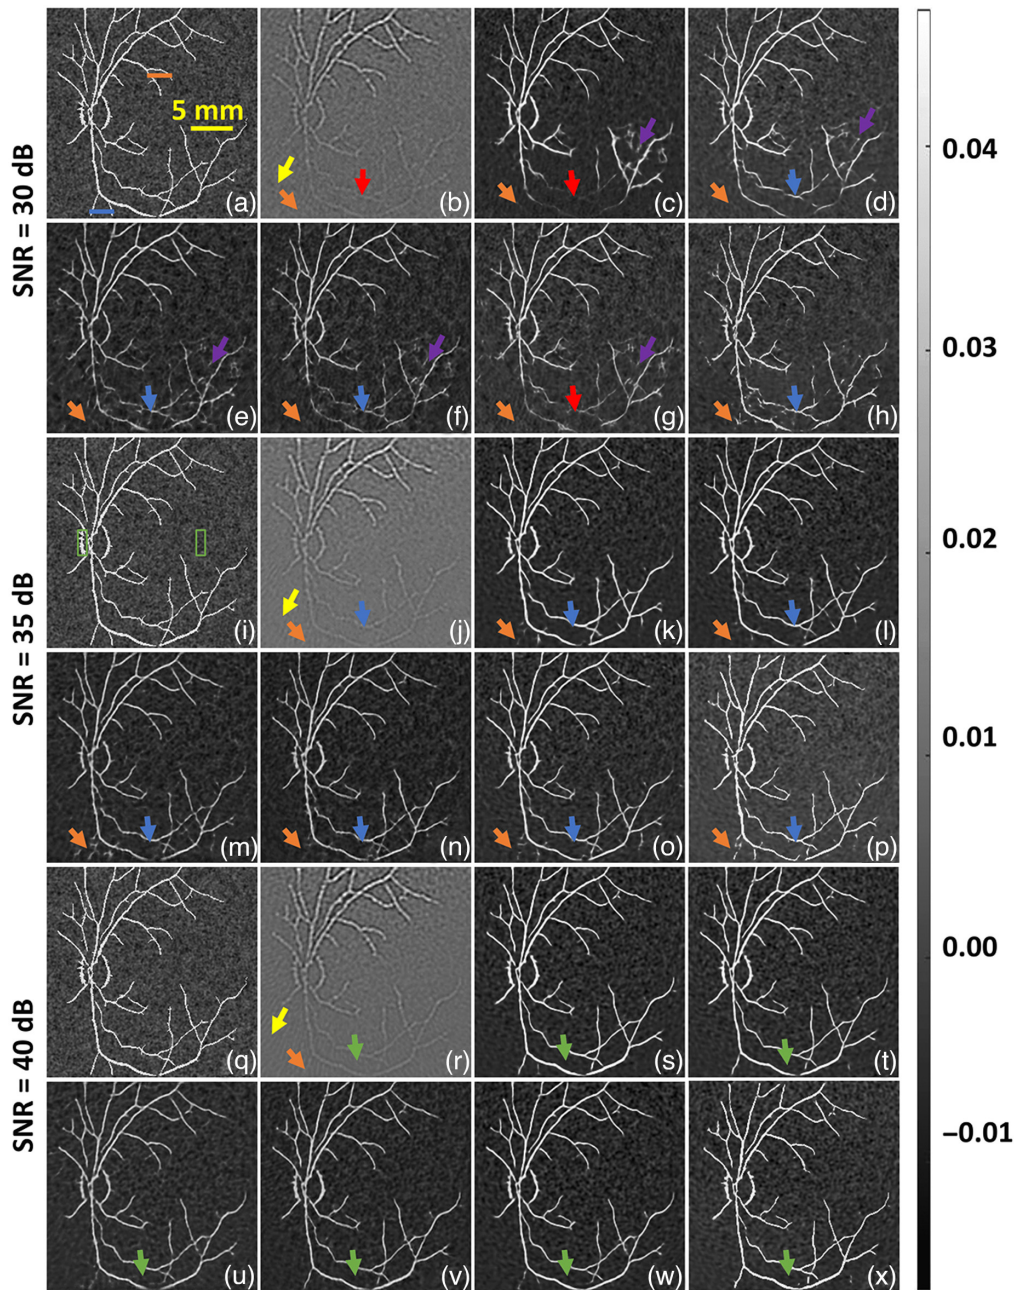 SNR = 30 dB
5 mm
(a)
(b)
(c)
(d)
(e)
(f)
(g)
(h)
SNR = 35 dB
(i)
(j)
(k)
(l)
(m)
(n)
(o)
(p)
SNR = 40 dB
(q)
(r)
(s)
(t)
(u)
(v)
(w)
(x)
0.04
0.03
0.02
0.01
0.00
−0.01